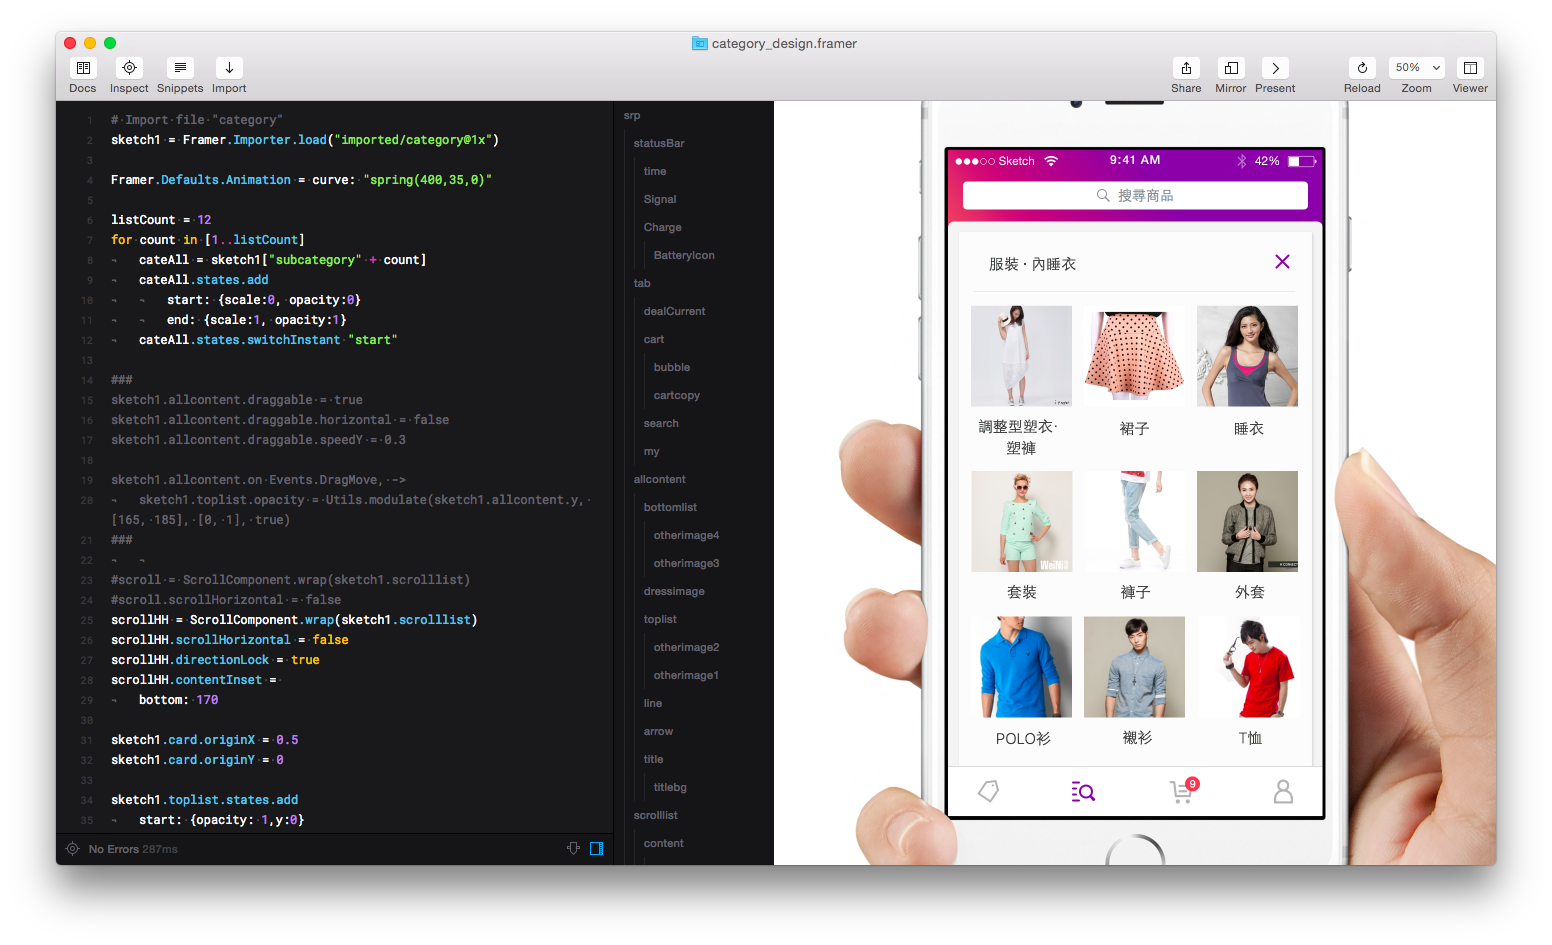 category_design.framer
Docs
Inspect
Snippets
Import
Share
Mirror
Present
Reload
50%
Zoom
Viewer
1 # Import file "category"
2 sketch1 = Framer.Importer.load("imported/category@1x")
3
4 Framer.Defaults.Animation = curve: "spring(400,35,0)"
5
6 listCount = 12
7 for count in [1..listCount]
8 cateAll = sketch1["subcategory" + count]
9 cateAll.states.add
10 start: {scale:0, opacity:0}
11 end: {scale:1, opacity:1}
12 cateAll.states.switchInstant "start"
13
14 ###
15 sketch1.allcontent.draggable = true
16 sketch1.allcontent.draggable.horizontal = false
17 sketch1.allcontent.draggable.speedY = 0.3
18
19 sketch1.allcontent.on Events.DragMove, ->
20 sketch1.toplist.opacity = Utils.modulate(sketch1.allcontent.y,
[165, 185], [0, 1], true)
21 ###
22
23 #scroll = ScrollComponent.wrap(sketch1.scrolllist)
24 #scroll.scrollHorizontal = false
25 scrollHH = ScrollComponent.wrap(sketch1.scrolllist)
26 scrollHH.scrollHorizontal = false
27 scrollHH.directionLock = true
28 scrollHH.contentInset =
29 bottom: 170
30
31 sketch1.card.originX = 0.5
32 sketch1.card.originY = 0
33
34 sketch1.toplist.states.add
35 start: {opacity: 1,y:0}
No Errors 287ms
srp
statusBar
time
Signal
Charge
BatteryIcon
tab
dealCurrent
cart
bubble
cartcopy
search
my
allcontent
bottomlist
otherimage4
otherimage3
dressimage
toplist
otherimage2
otherimage1
line
arrow
title
titlebg
scrolllist
content
Sketch
9:41 AM
42%
搜尋商品
服裝 · 內睡衣
調整型塑衣·
塑褲
裙子
睡衣
WeiNi
套裝
褲子
外套
POLO衫
襯衫
T恤
9